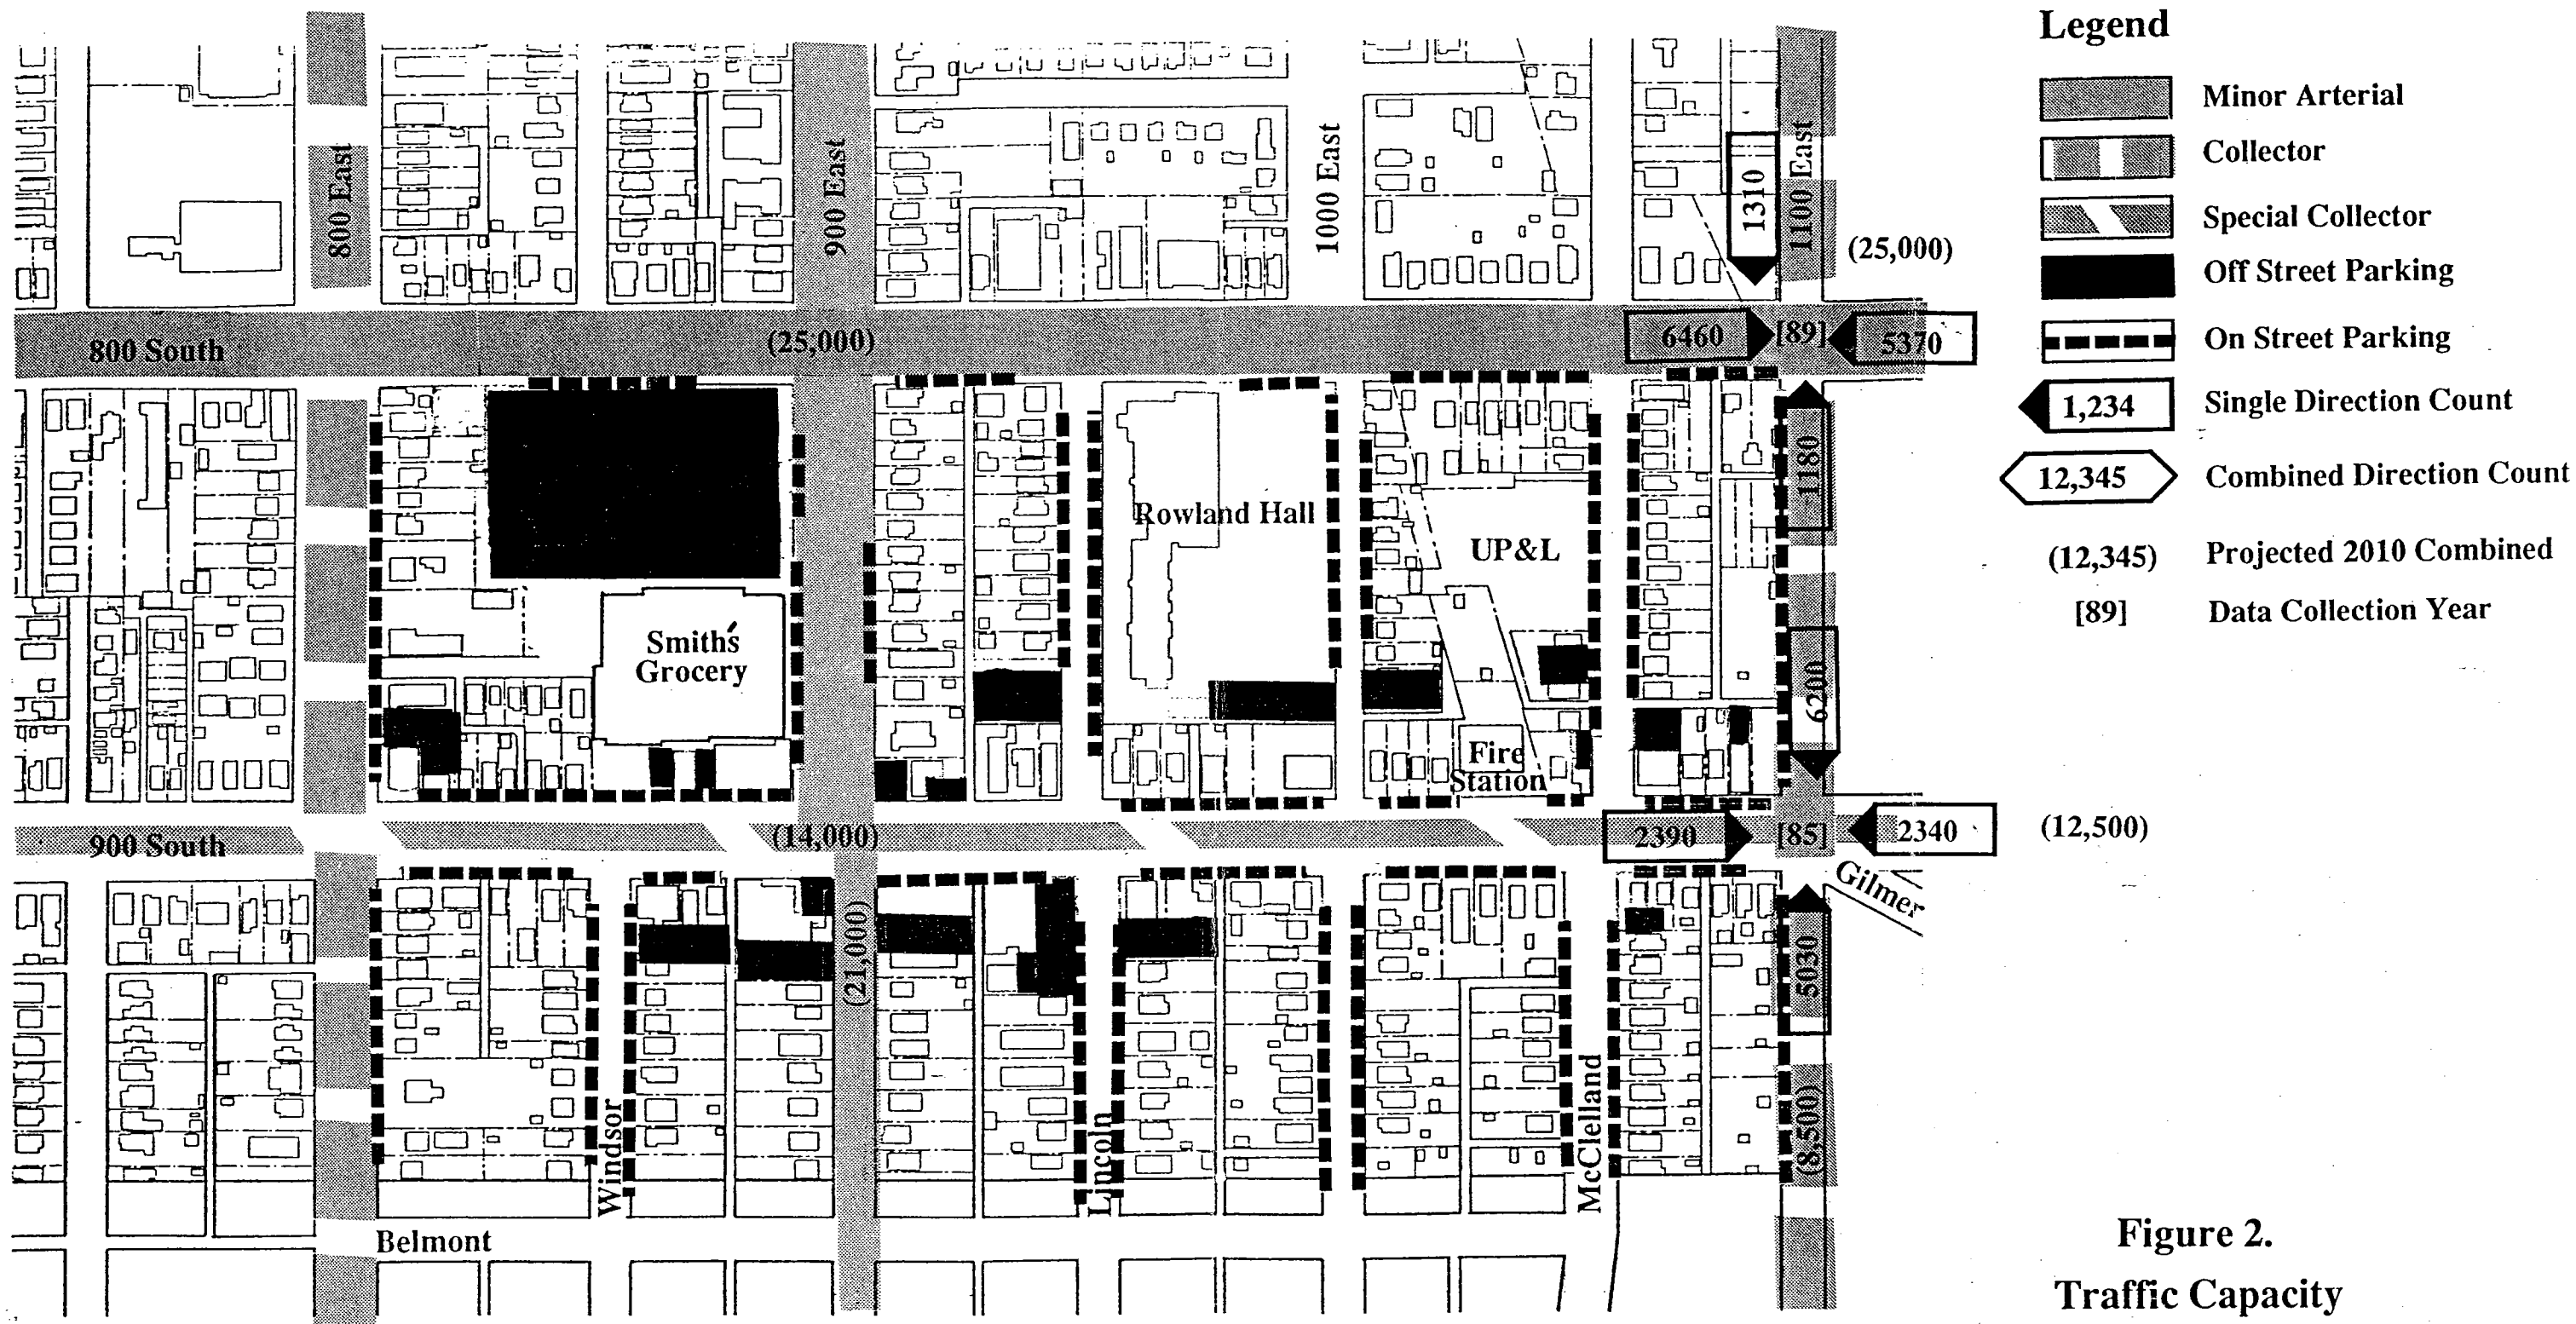 Legend
Minor Arterial
Collector
Special Collector
Off Street Parking
On Street Parking
1,234 Single Direction Count
12,345 Combined Direction Count
(12,345) Projected 2010 Combined
[89] Data Collection Year
800 East
900 East
1000 East
1310
1100 East
(25,000)
800 South
(25,000)
6460
[89]
5370
1180
Rowland Hall
UP&L
Smith's
Grocery
6200
Fire
Station
900 South
(14,000)
2390
[85]
2340
(12,500)
Gilmer
(21,000)
5030
Windsor
Lincoln
McClelland
(8,500)
Belmont
Figure 2.
Traffic Capacity